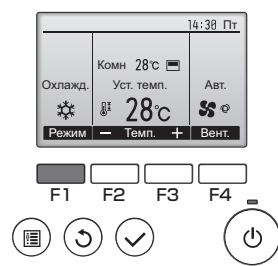 14:30 Пт
Комн 28°C
Охлажд. Уст. темп. Авт.
28°C
Режим − Темп. + Вент.
F1 F2 F3 F4